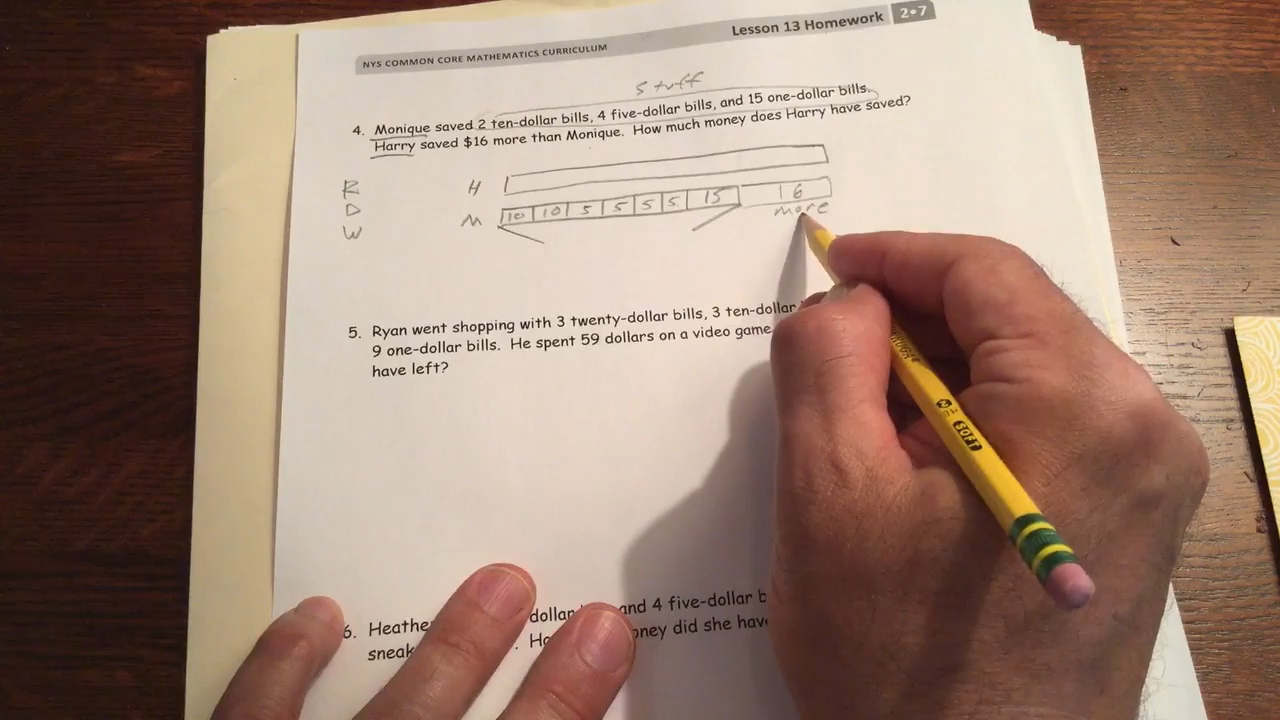 Lesson 13 Homework 2•7
NYS COMMON CORE MATHEMATICS CURRICULUM
stuff
4. Monique saved 2 ten-dollar bills, 4 five-dollar bills, and 15 one-dollar bills.
Harry saved $16 more than Monique. How much money does Harry have saved?
R
D
W
H
M 10 10 5 5 5 5 15 16
more
5. Ryan went shopping with 3 twenty-dollar bills, 3 ten-dollar
9 one-dollar bills. He spent 59 dollars on a video game
have left?
6. dollar and 4 five-dollar
did she
SOFT